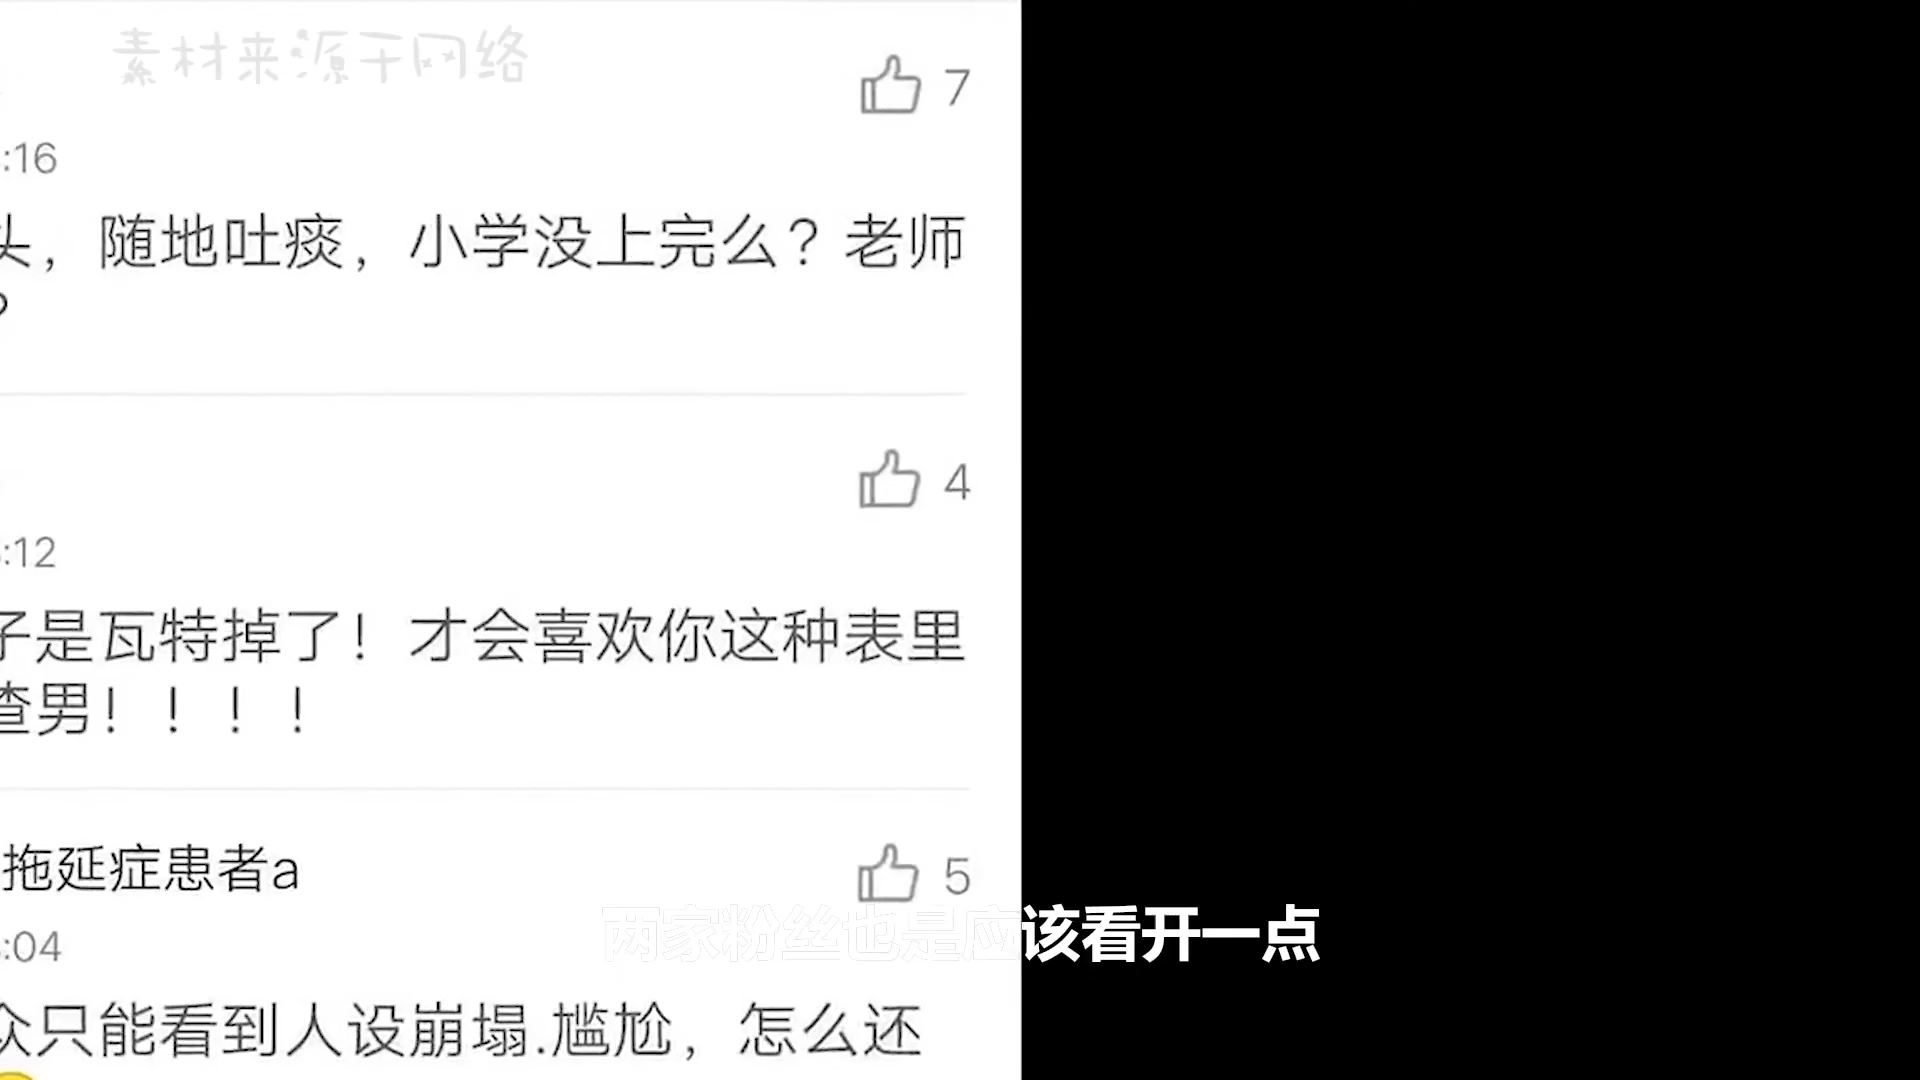 素材来源于网络
7
:16
头，随地吐痰，小学没上完么？老师
?
4
:12
子是瓦特掉了！才会喜欢你这种表里
渣男！！！！
拖延症患者a
5
:04
两家粉丝也是应该看开一点
众只能看到人设崩塌.尴尬，怎么还